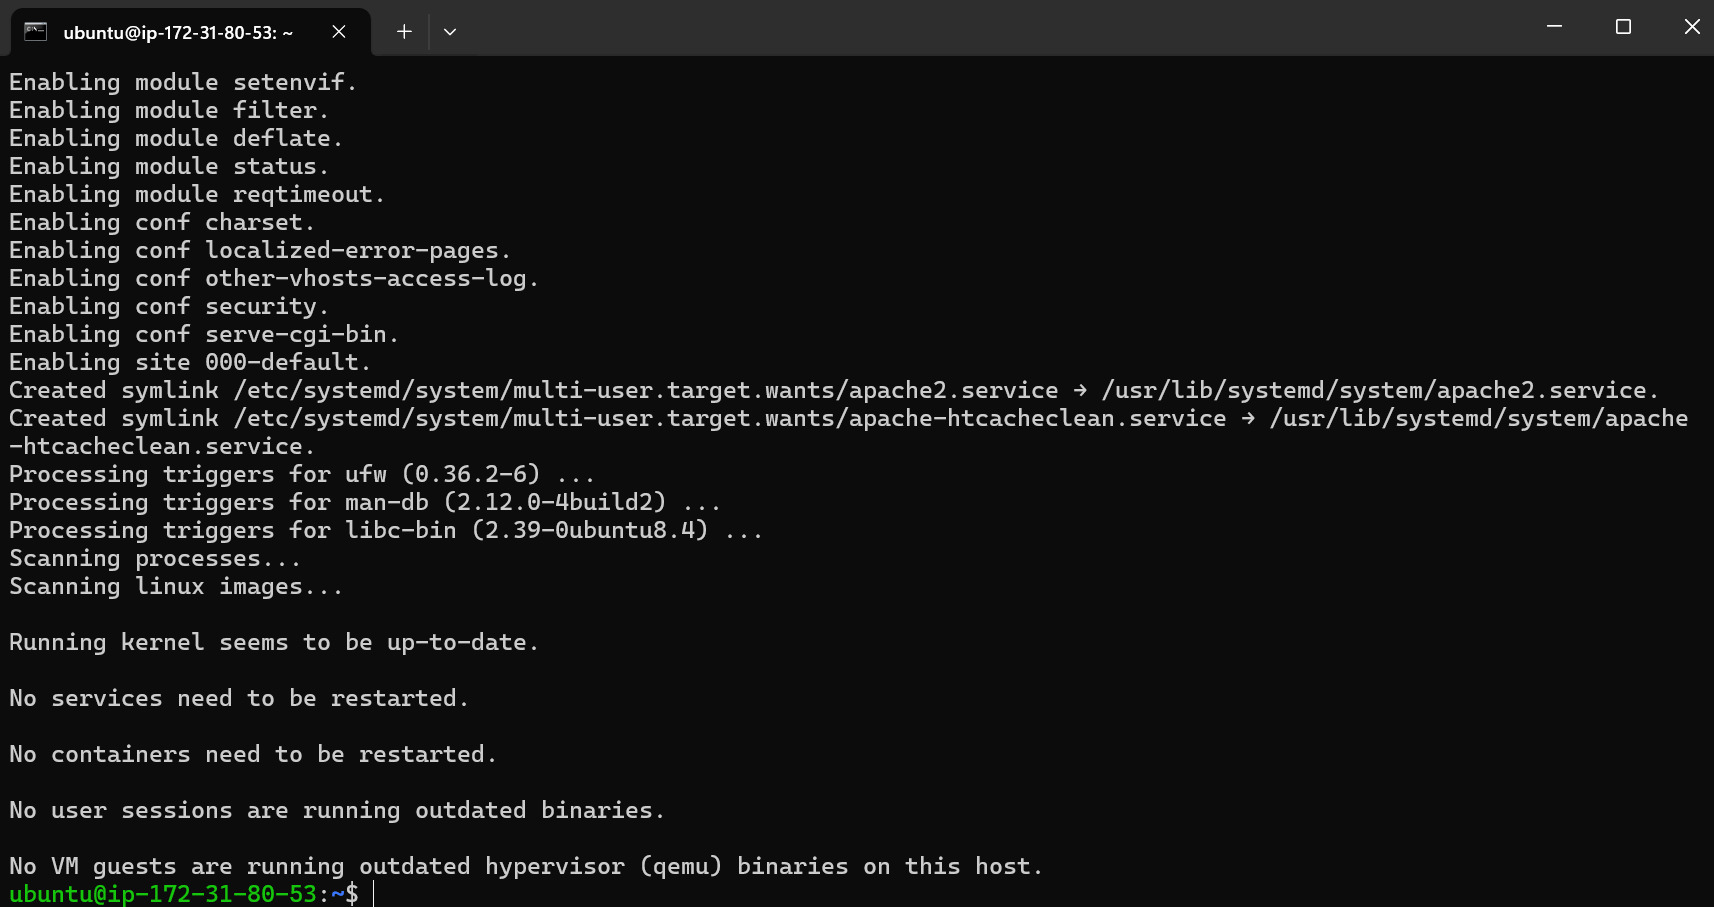 ubuntu@ip-172-31-80-53: ~
Enabling module setenvif.
Enabling module filter.
Enabling module deflate.
Enabling module status.
Enabling module reqtimeout.
Enabling conf charset.
Enabling conf localized-error-pages.
Enabling conf other-vhosts-access-log.
Enabling conf security.
Enabling conf serve-cgi-bin.
Enabling site 000-default.
Created symlink /etc/systemd/system/multi-user.target.wants/apache2.service → /usr/lib/systemd/system/apache2.service.
Created symlink /etc/systemd/system/multi-user.target.wants/apache-htcacheclean.service → /usr/lib/systemd/system/apache
-htcacheclean.service.
Processing triggers for ufw (0.36.2-6) ...
Processing triggers for man-db (2.12.0-4build2) ...
Processing triggers for libc-bin (2.39-0ubuntu8.4) ...
Scanning processes...
Scanning linux images...
Running kernel seems to be up-to-date.
No services need to be restarted.
No containers need to be restarted.
No user sessions are running outdated binaries.
No VM guests are running outdated hypervisor (qemu) binaries on this host.
ubuntu@ip-172-31-80-53:~$